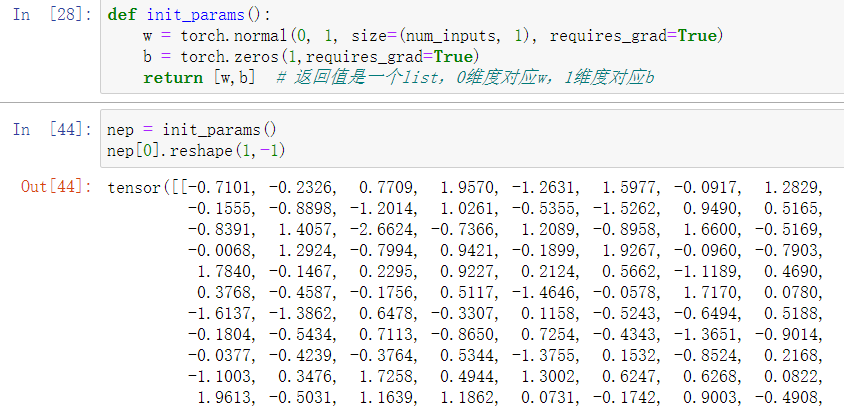 In [28]: def init_params():
w = torch.normal(0, 1, size=(num_inputs, 1), requires_grad=True)
b = torch.zeros(1,requires_grad=True)
return [w,b]  # 返回值是一个list，0维度对应w，1维度对应b
In [44]: nep = init_params()
nep[0].reshape(1,-1)
Out[44]: tensor([[-0.7101, -0.2326, 0.7709, 1.9570, -1.2631, 1.5977, -0.0917, 1.2829,
-0.1555, -0.8898, -1.2014, 1.0261, -0.5355, -1.5262, 0.9490, 0.5165,
-0.8391, 1.4057, -2.6624, -0.7366, 1.2089, -0.8958, 1.6600, -0.5169,
-0.0068, 1.2924, -0.7994, 0.9421, -0.1899, 1.9267, -0.0960, -0.7903,
1.7840, -0.1467, 0.2295, 0.9227, 0.2124, 0.5662, -1.1189, 0.4690,
0.3768, -0.4587, -0.1756, 0.5117, -1.4646, -0.0578, 1.7170, 0.0780,
-1.6137, -1.3862, 0.6478, -0.3307, 0.1158, -0.5243, -0.6494, 0.5188,
-0.1804, -0.5434, 0.7113, -0.8650, 0.7254, -0.4343, -1.3651, -0.9014,
-0.0377, -0.4239, -0.3764, 0.5344, -1.3755, 0.1532, -0.8524, 0.2168,
-1.1003, 0.3476, 1.7258, 0.4944, 1.3002, 0.6247, 0.6268, 0.0822,
1.9613, -0.5031, 1.1639, 1.1862, 0.0731, -0.1742, 0.9003, -0.4908,